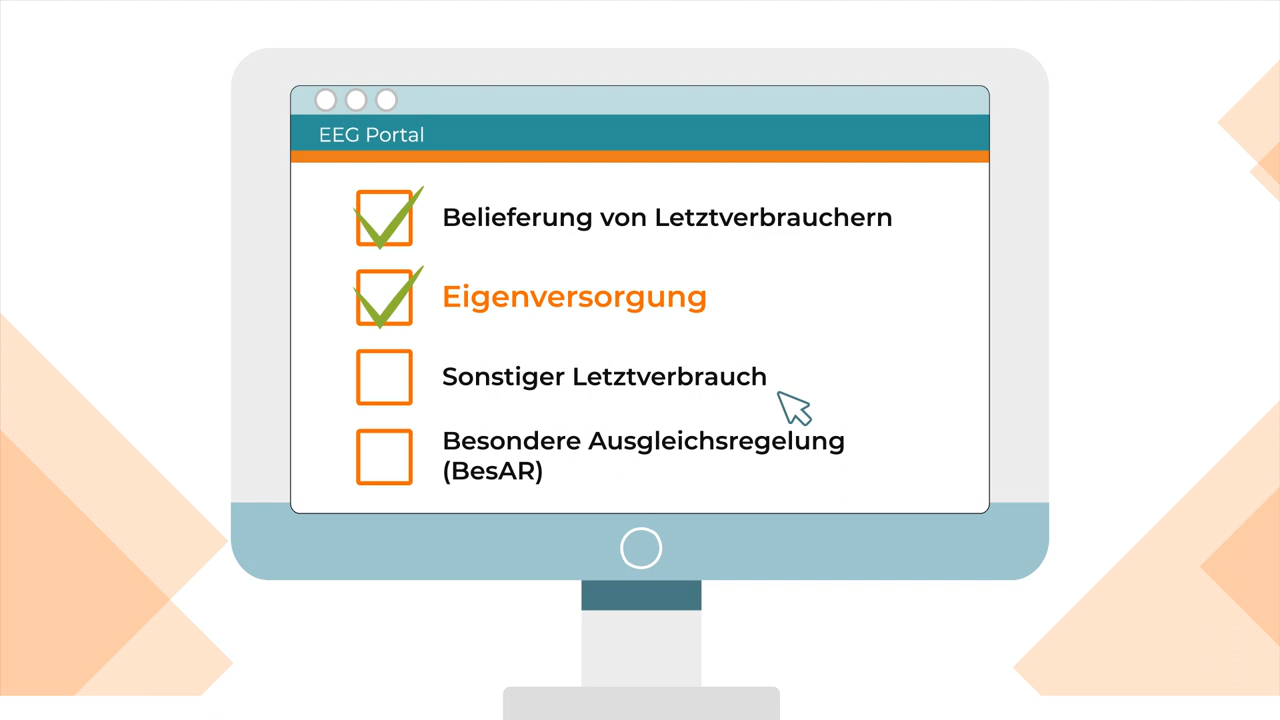 EEG Portal
Belieferung von Letztverbrauchern
Eigenversorgung
Sonstiger Letztverbrauch
Besondere Ausgleichsregelung
(BesAR)